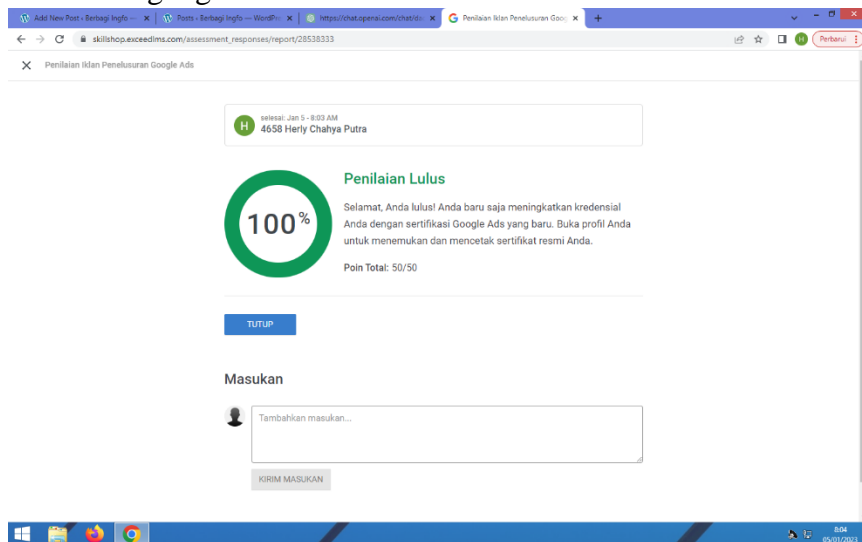 Add New Post ‹ Berbagi Ingfo —
Posts ‹ Berbagi Ingfo — WordPre
https://chat.openai.com/chat/d
Penilaian Iklan Penelusuran Goog
skillshop.exceedlms.com/assessment_responses/report/28538333
H
Perbarui
Penilaian Iklan Penelusuran Google Ads
H
selesai: Jan 5 - 8:03 AM
4658 Herly Chahya Putra
100%
Penilaian Lulus
Selamat, Anda lulus! Anda baru saja meningkatkan kredensial
Anda dengan sertifikasi Google Ads yang baru. Buka profil Anda
untuk menemukan dan mencetak sertifikat resmi Anda.
Poin Total: 50/50
TUTUP
Masukan
Tambahkan masukan...
KIRIM MASUKAN
8:04
05/01/2023